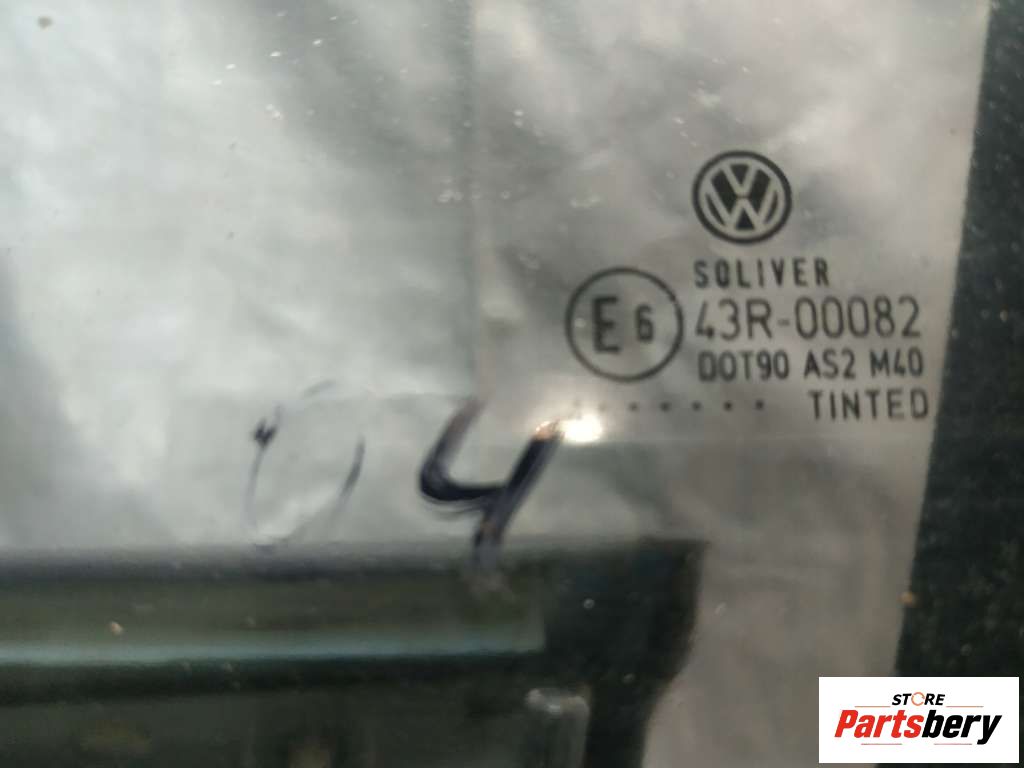 SOLIVER
E6 43R-00082
DOT90 AS2 M40
....... TINTED
04
STORE
Partsbery